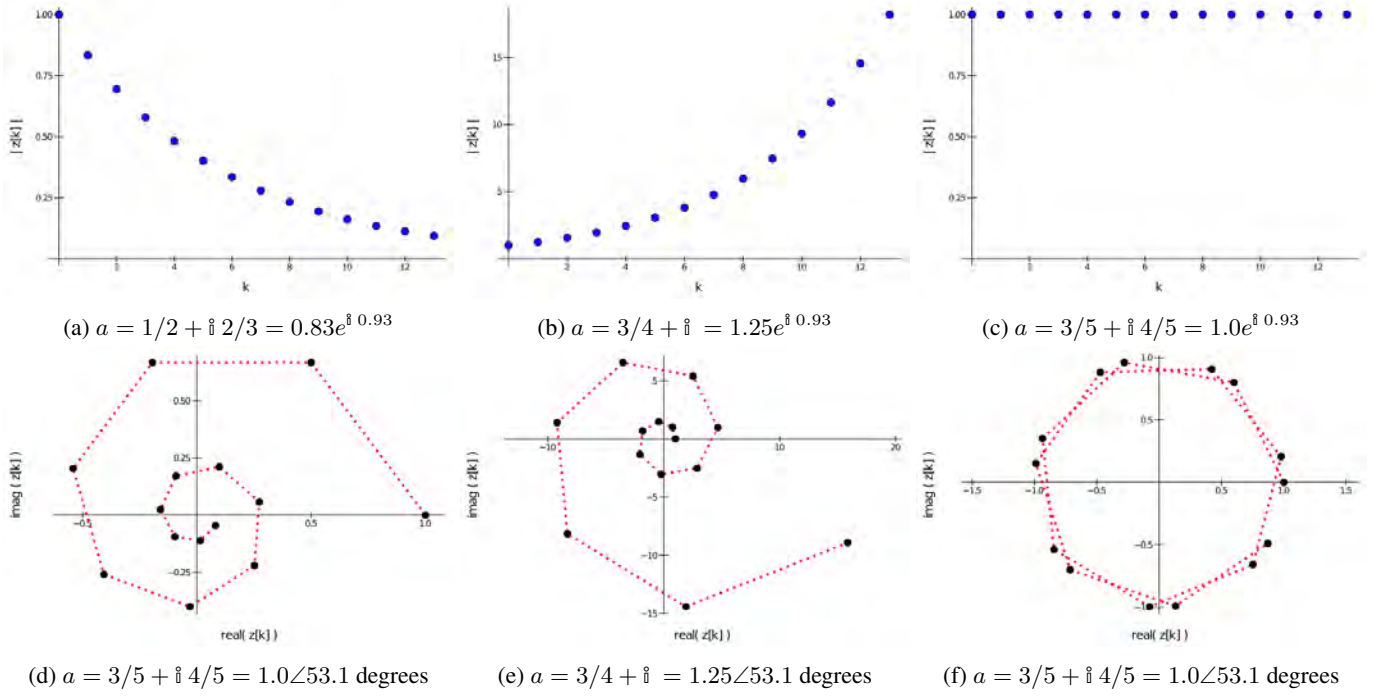 1.00
0.75
0.50
0.25
| z[k] |
2 4 6 8 10 12
k
15
5
| z[k] |
2 4 6 8 10 12
k
1.00
0.75
0.50
0.25
| z[k] |
2 4 6 8 10 12
k
(a) a = 1/2 + î 2/3 = 0.83e^{î 0.93}
(b) a = 3/4 + î = 1.25e^{î 0.93}
(c) a = 3/5 + î 4/5 = 1.0e^{î 0.93}
0.50
0.25
−0.25
imag ( z[k] )
−0.5 0.5 1.0
real( z[k] )
5
−5
−10
−15
imag ( z[k] )
−10 10 20
real( z[k] )
1.0
0.5
−0.5
−1.0
imag ( z[k] )
−1.5 −1.0 −0.5 0.5 1.0 1.5
real( z[k] )
(d) a = 3/5 + î 4/5 = 1.0∠53.1 degrees
(e) a = 3/4 + î = 1.25∠53.1 degrees
(f) a = 3/5 + î 4/5 = 1.0∠53.1 degrees